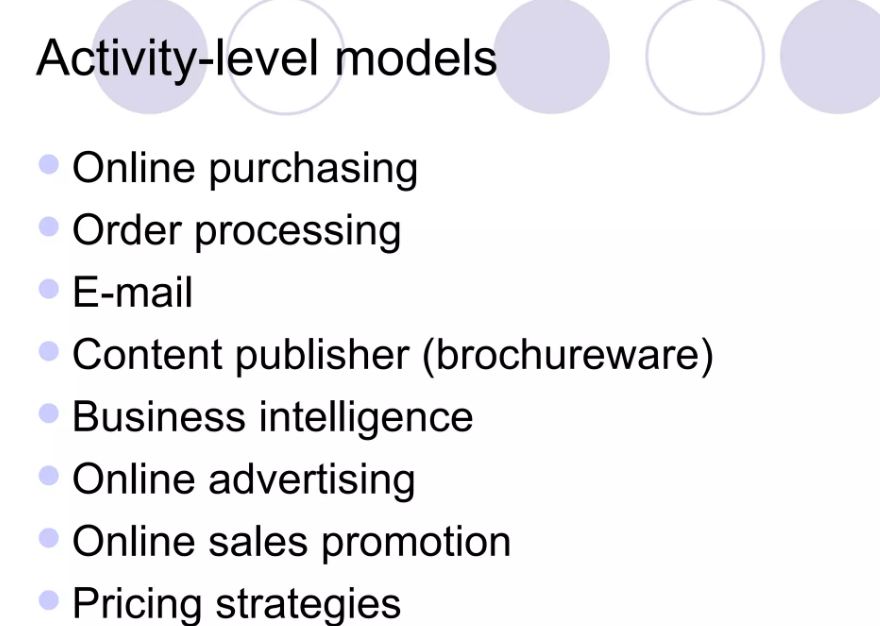 Activity-level models
Online purchasing
Order processing
E-mail
Content publisher (brochureware)
Business intelligence
Online advertising
Online sales promotion
Pricing strategies